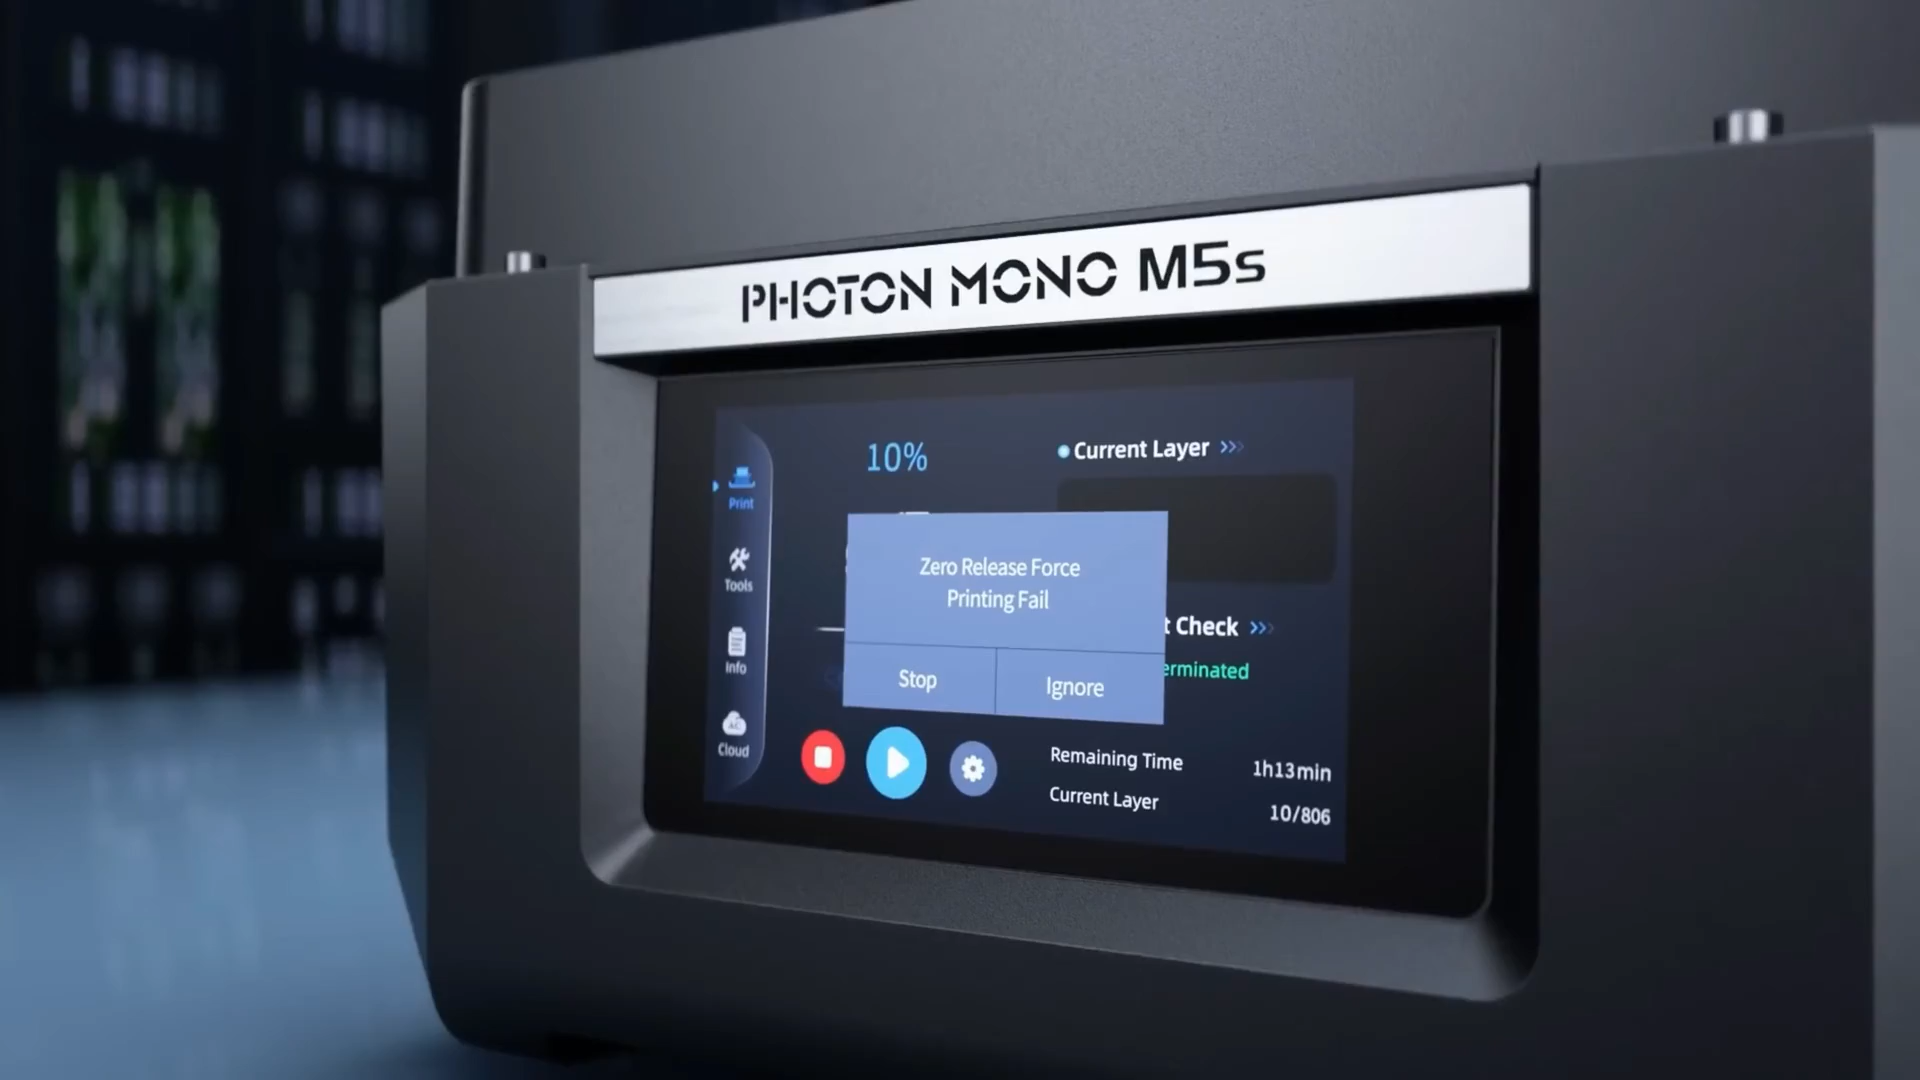 PHOTON MONO M5s
10%
Current Layer
Print
Zero Release Force
Printing Fail
Tools
t Check
erminated
Info
Stop
Ignore
Cloud
Remaining Time 1h13min
Current Layer 10/806